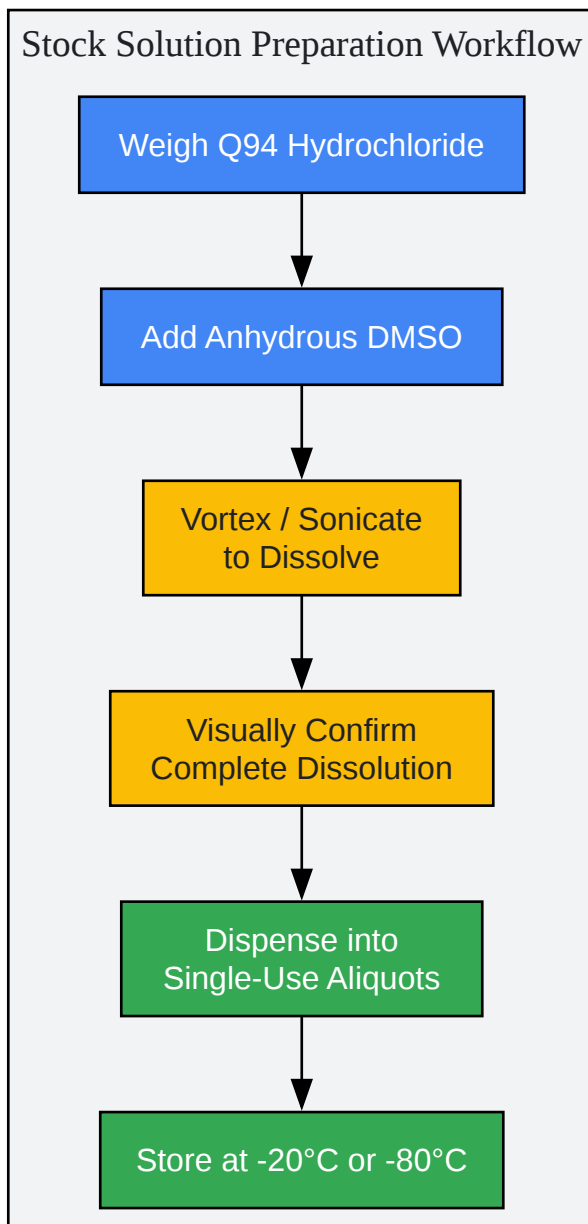 Stock Solution Preparation Workflow
Weigh Q94 Hydrochloride
Add Anhydrous DMSO
Vortex / Sonicate
to Dissolve
Visually Confirm
Complete Dissolution
Dispense into
Single-Use Aliquots
Store at -20°C or -80°C